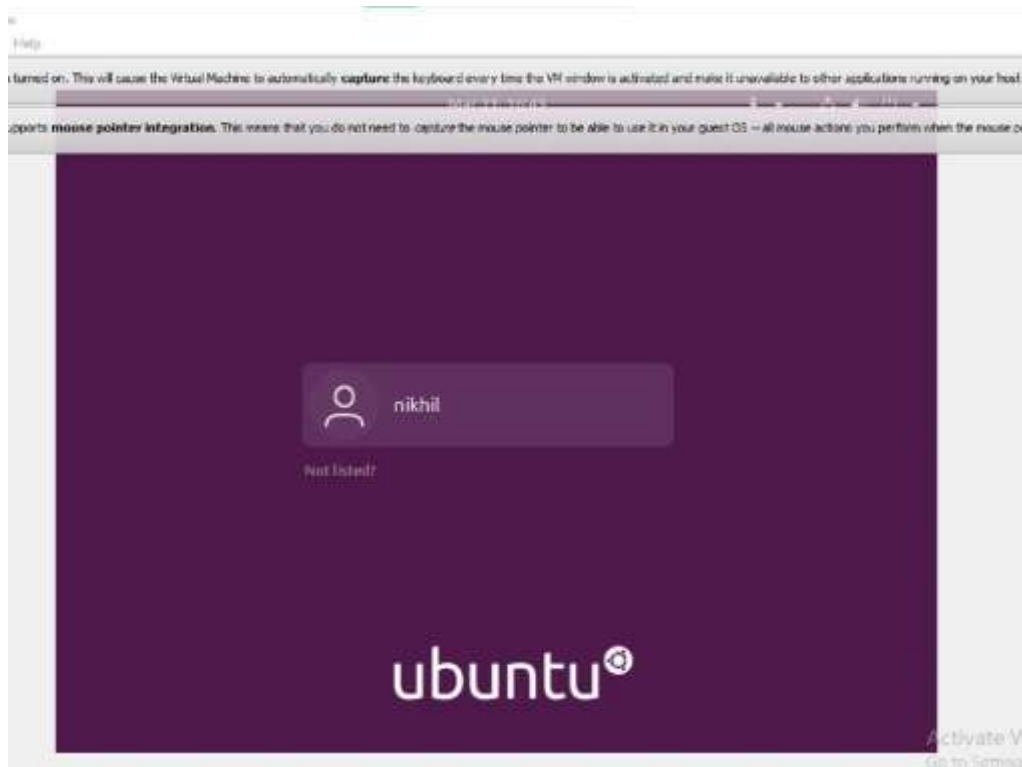 Help
turned on. This will cause the Virtual Machine to automatically capture the keyboard every time the VM window is activated and make it unavailable to other applications running on your host
upports mouse pointer integration. This means that you do not need to capture the mouse pointer to be able to use it in your guest OS — all mouse actions you perform when the mouse
nikhil
Not listed?
ubuntu
Activate
Go to